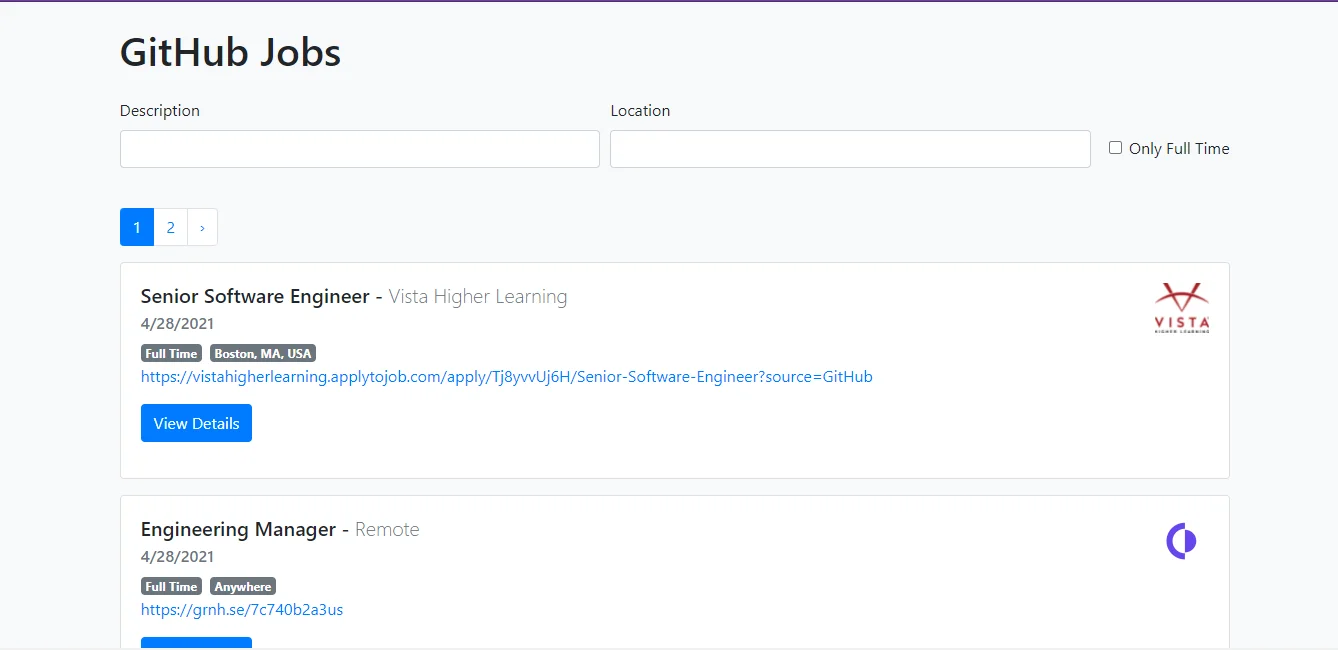 GitHub Jobs
Description
Location
Only Full Time
1 2 ›
Senior Software Engineer - Vista Higher Learning
VISTA
HIGHER LEARNING
4/28/2021
Full Time Boston, MA, USA
https://vistahigherlearning.applytojob.com/apply/Tj8yvvUj6H/Senior-Software-Engineer?source=GitHub
View Details
Engineering Manager - Remote
4/28/2021
Full Time Anywhere
https://grnh.se/7c740b2a3us